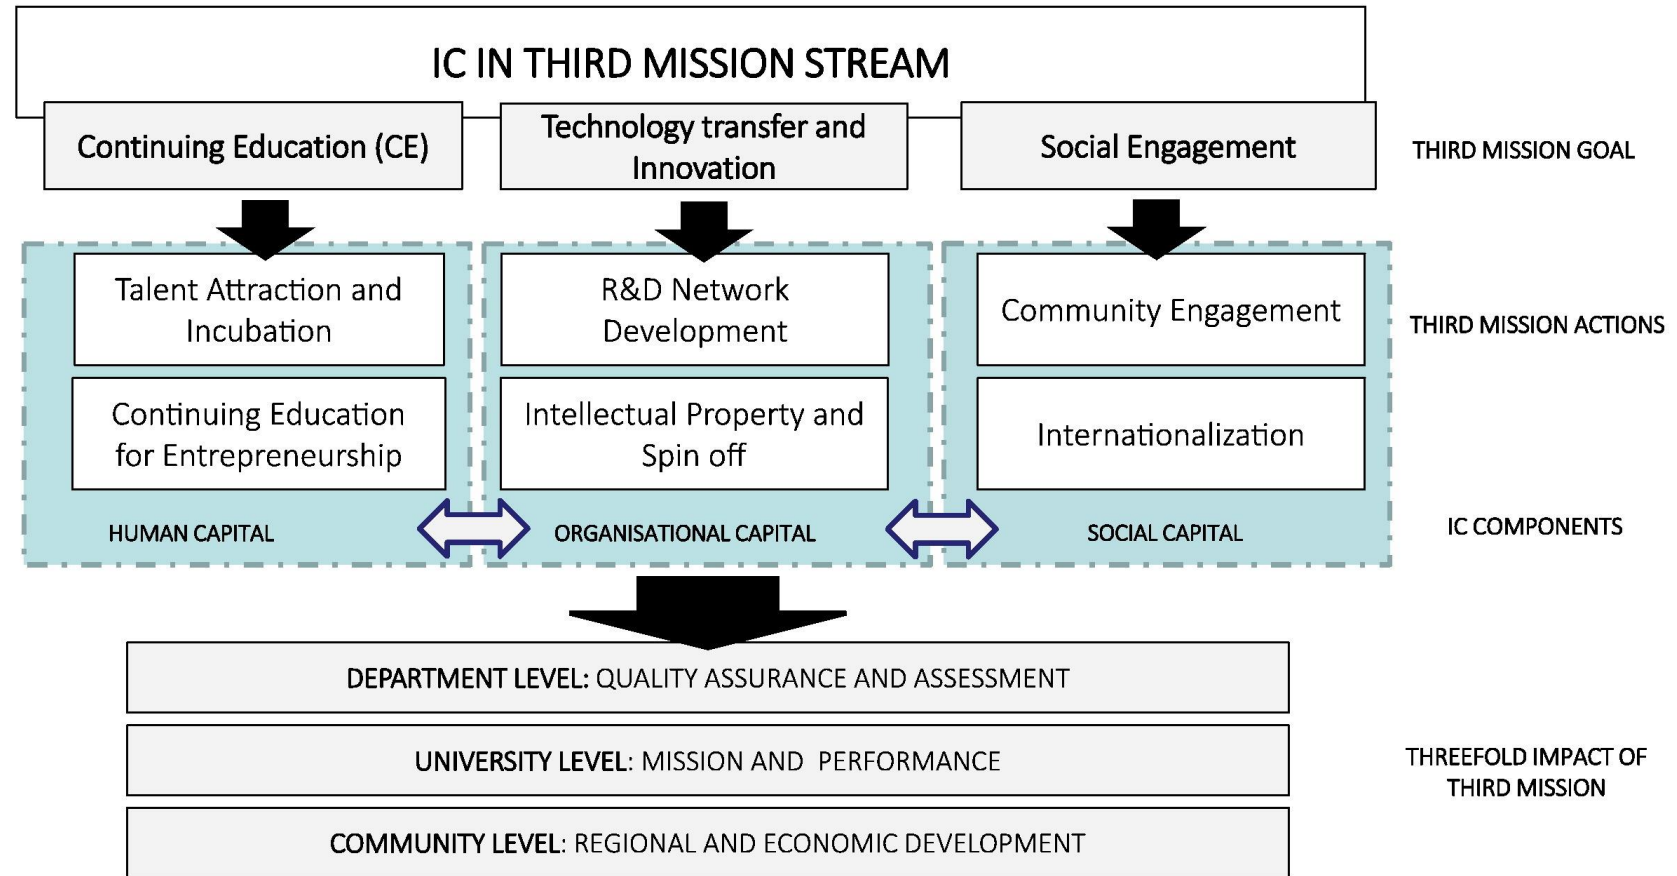 IC IN THIRD MISSION STREAM
Continuing Education (CE)
Technology transfer and
Innovation
Social Engagement
THIRD MISSION GOAL
Talent Attraction and
Incubation
R&D Network
Development
Community Engagement
THIRD MISSION ACTIONS
Continuing Education
for Entrepreneurship
Intellectual Property and
Spin off
Internationalization
HUMAN CAPITAL
ORGANISATIONAL CAPITAL
SOCIAL CAPITAL
IC COMPONENTS
DEPARTMENT LEVEL: QUALITY ASSURANCE AND ASSESSMENT
UNIVERSITY LEVEL: MISSION AND PERFORMANCE
THREEFOLD IMPACT OF
THIRD MISSION
COMMUNITY LEVEL: REGIONAL AND ECONOMIC DEVELOPMENT